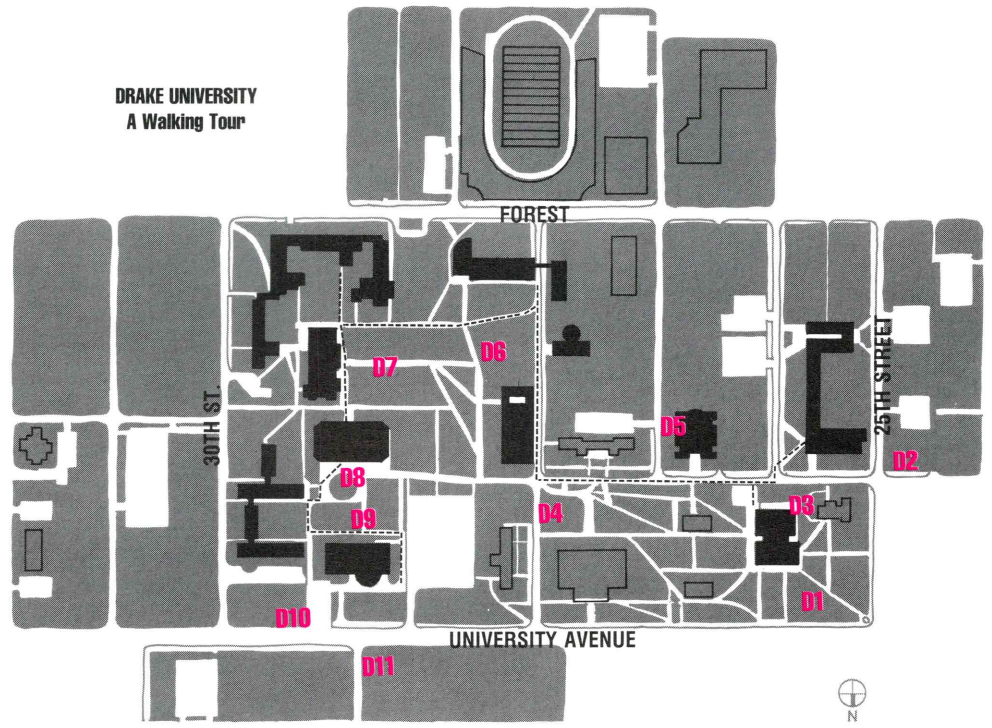 DRAKE UNIVERSITY
A Walking Tour
FOREST
D7
D6
30TH ST.
25TH STREET
D5
D2
D8
D9
D4
D3
D10
D1
UNIVERSITY AVENUE
D11
N